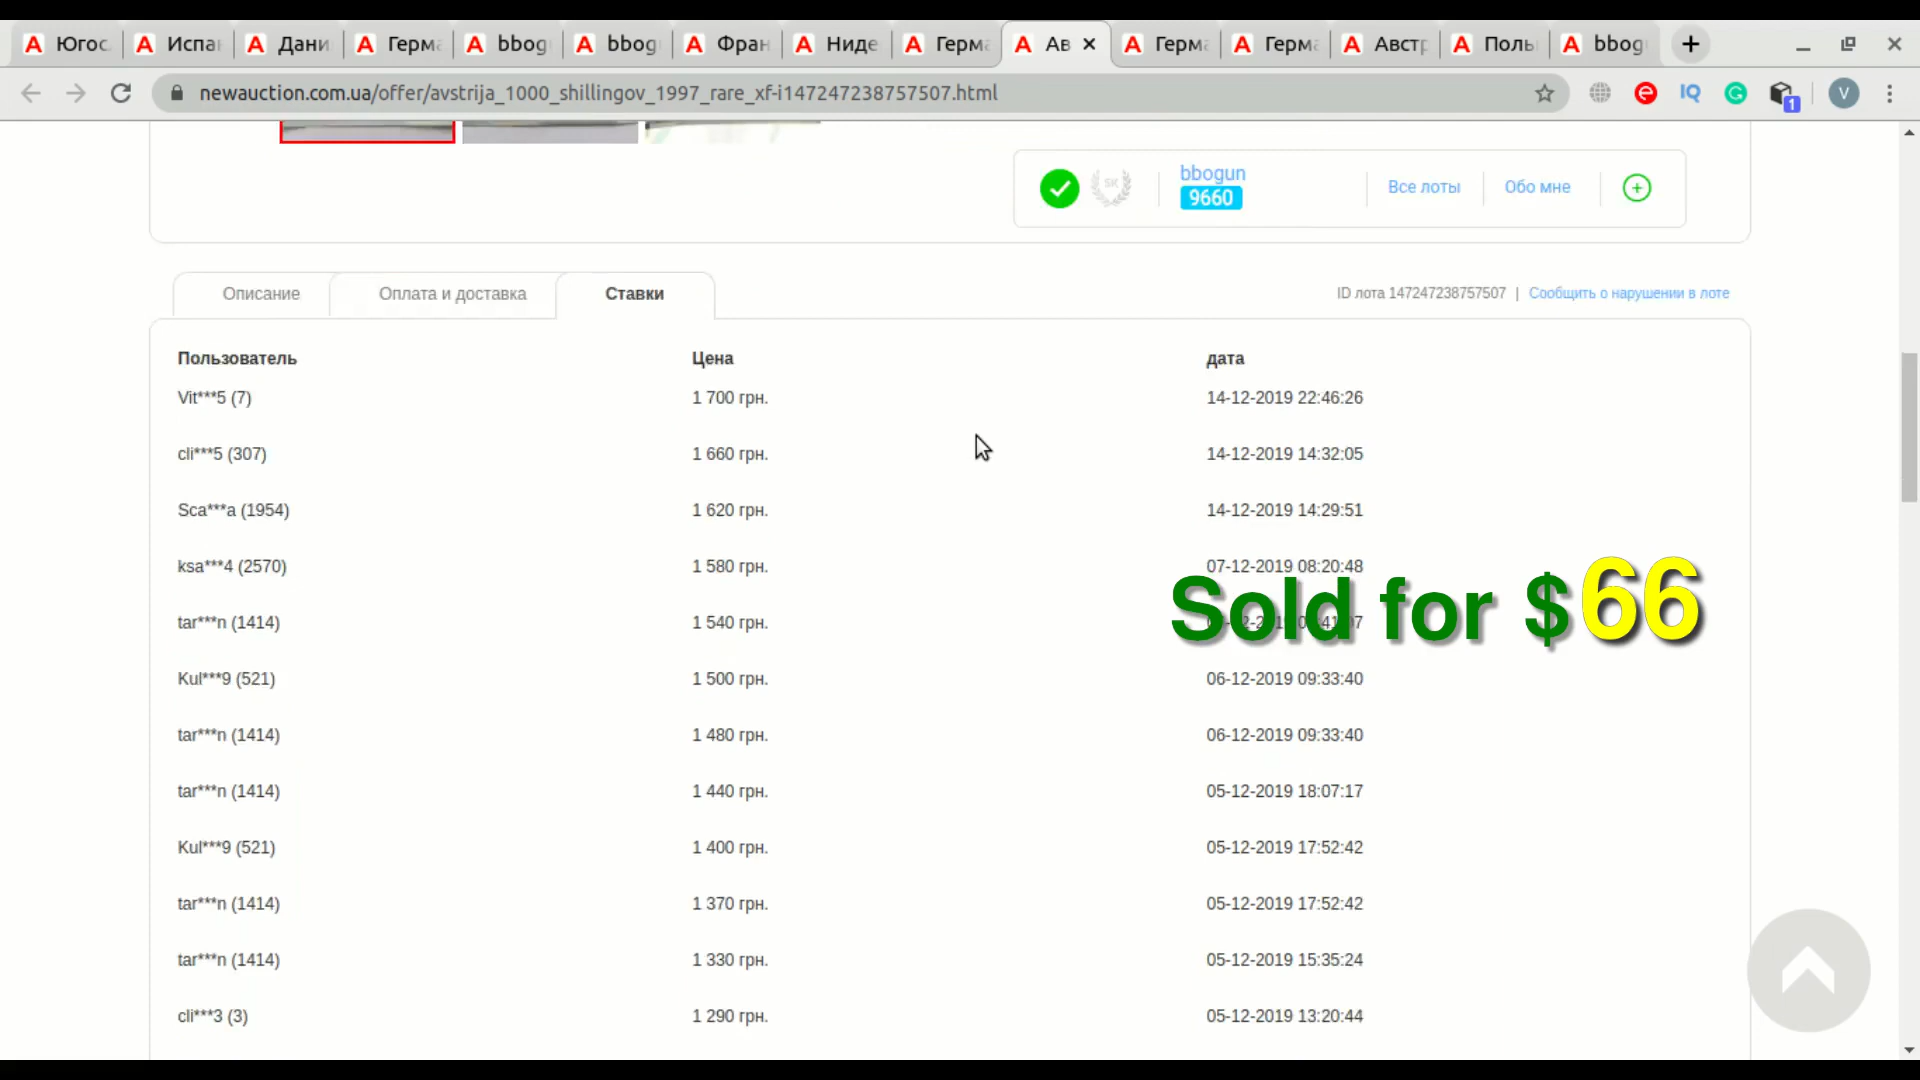 Югос Испа Дани Герма bbog bbog Фран Ниде Герма Ав Герма Герма Австр Поль bbog
newauction.com.ua/offer/avstrija_1000_shillingov_1997_rare_xf-i147247238757507.html
IQ
1
V
SK
bbogun
9660
Все лоты
Обо мне
Описание
Оплата и доставка
Ставки
ID лота 147247238757507 | Сообщить о нарушении в лоте
Пользователь Цена дата
Vit***5 (7) 1 700 грн. 14-12-2019 22:46:26
cli***5 (307) 1 660 грн. 14-12-2019 14:32:05
Sca***a (1954) 1 620 грн. 14-12-2019 14:29:51
ksa***4 (2570) 1 580 грн. 07-12-2019 08:20:48
tar***n (1414) 1 540 грн.
Sold for $66
Kul***9 (521) 1 500 грн. 06-12-2019 09:33:40
tar***n (1414) 1 480 грн. 06-12-2019 09:33:40
tar***n (1414) 1 440 грн. 05-12-2019 18:07:17
Kul***9 (521) 1 400 грн. 05-12-2019 17:52:42
tar***n (1414) 1 370 грн. 05-12-2019 17:52:42
tar***n (1414) 1 330 грн. 05-12-2019 15:35:24
cli***3 (3) 1 290 грн. 05-12-2019 13:20:44